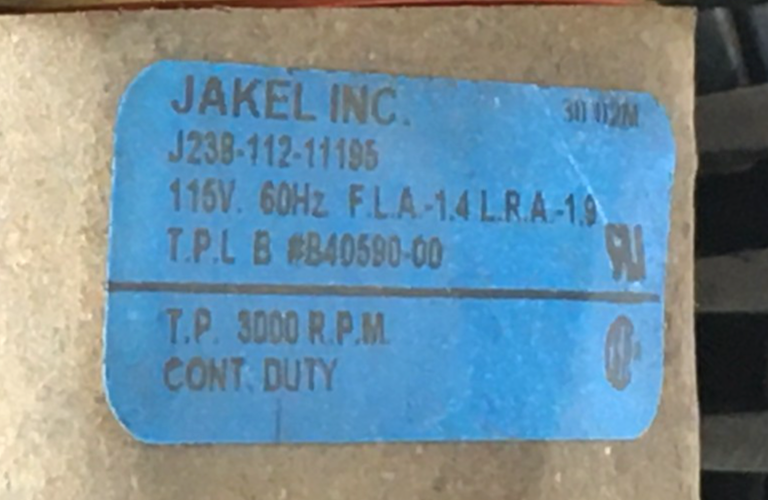 JAKEL INC. 30 02M
J238-112-11195
115V. 60Hz. F.L.A.-1.4 L.R.A.-1.9
T.P.L B #B40590-00
T.P. 3000 R.P.M.
CONT. DUTY